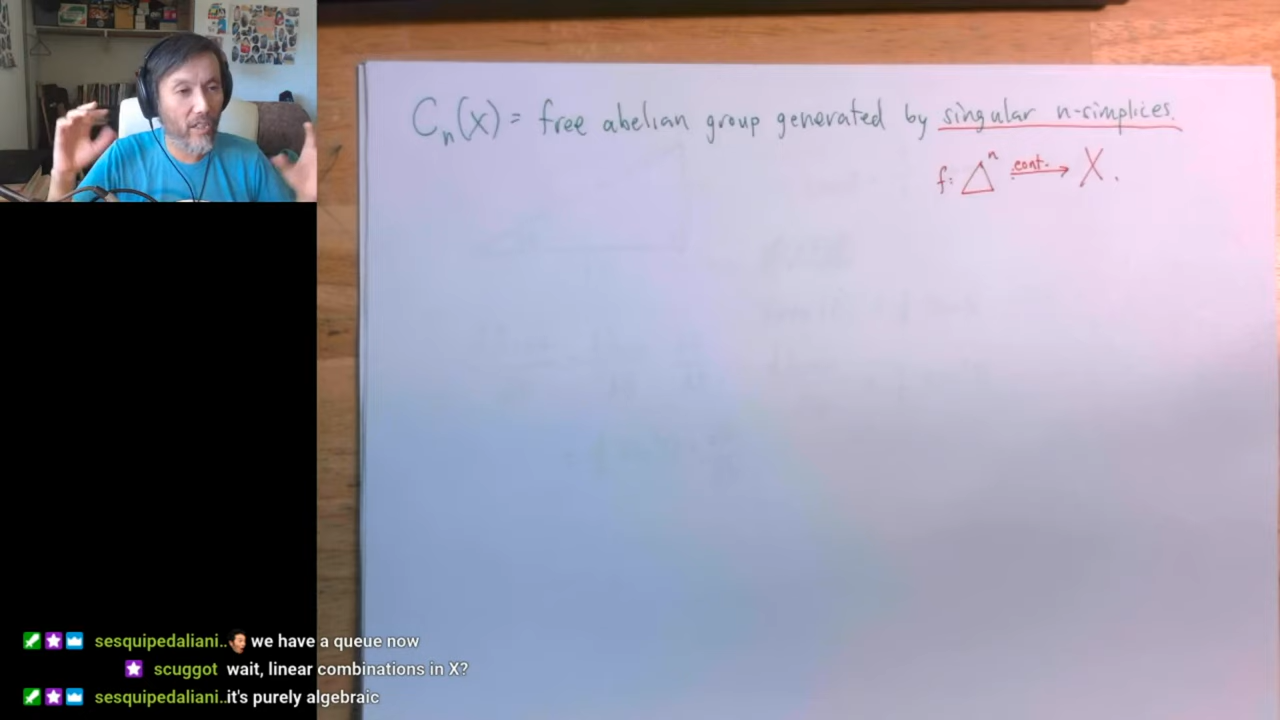 Cₙ(X) = free abelian group generated by singular n-simplices.
f: Δⁿ cont.→ X.
sesquipedaliani.. we have a queue now
scuggot wait, linear combinations in X?
sesquipedaliani.. it's purely algebraic